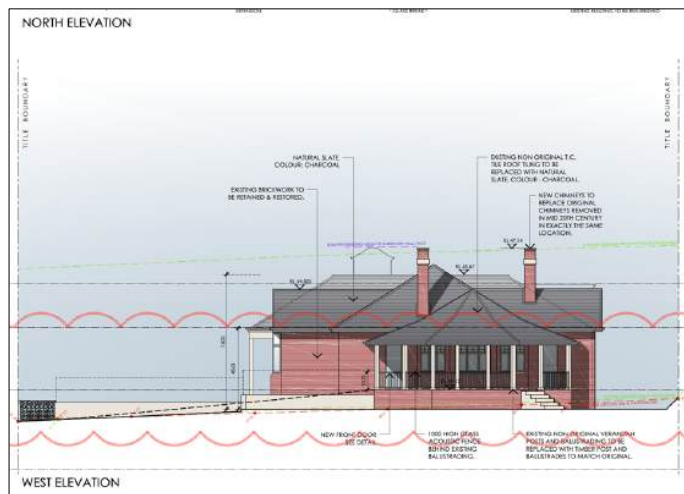 NORTH ELEVATION
TITLE BOUNDARY
TITLE BOUNDARY
NATURAL SLATE
COLOUR: CHARCOAL
EXISTING BRICKWORK TO
BE RETAINED & RESTORED.
EXISTING NON ORIGINAL T.C.
TILE ROOF TILING TO BE
REPLACED WITH NATURAL
SLATE, COLOUR - CHARCOAL.
NEW CHIMNEYS TO
REPLACE ORIGINAL
CHIMNEYS REMOVED
IN MID 20TH CENTURY
IN EXACTLY THE SAME
LOCATION.
NEW FRONT DOOR
SEE DETAIL
1000 HIGH GLASS
ACOUSTIC FENCE
BEHIND EXISTING
BALUSTRADING.
EXISTING NON-ORIGINAL VERANDAH
POSTS AND BALUSTRADING TO BE
REPLACED WITH TIMBER POST AND
BALUSTRADES TO MATCH ORIGINAL.
WEST ELEVATION